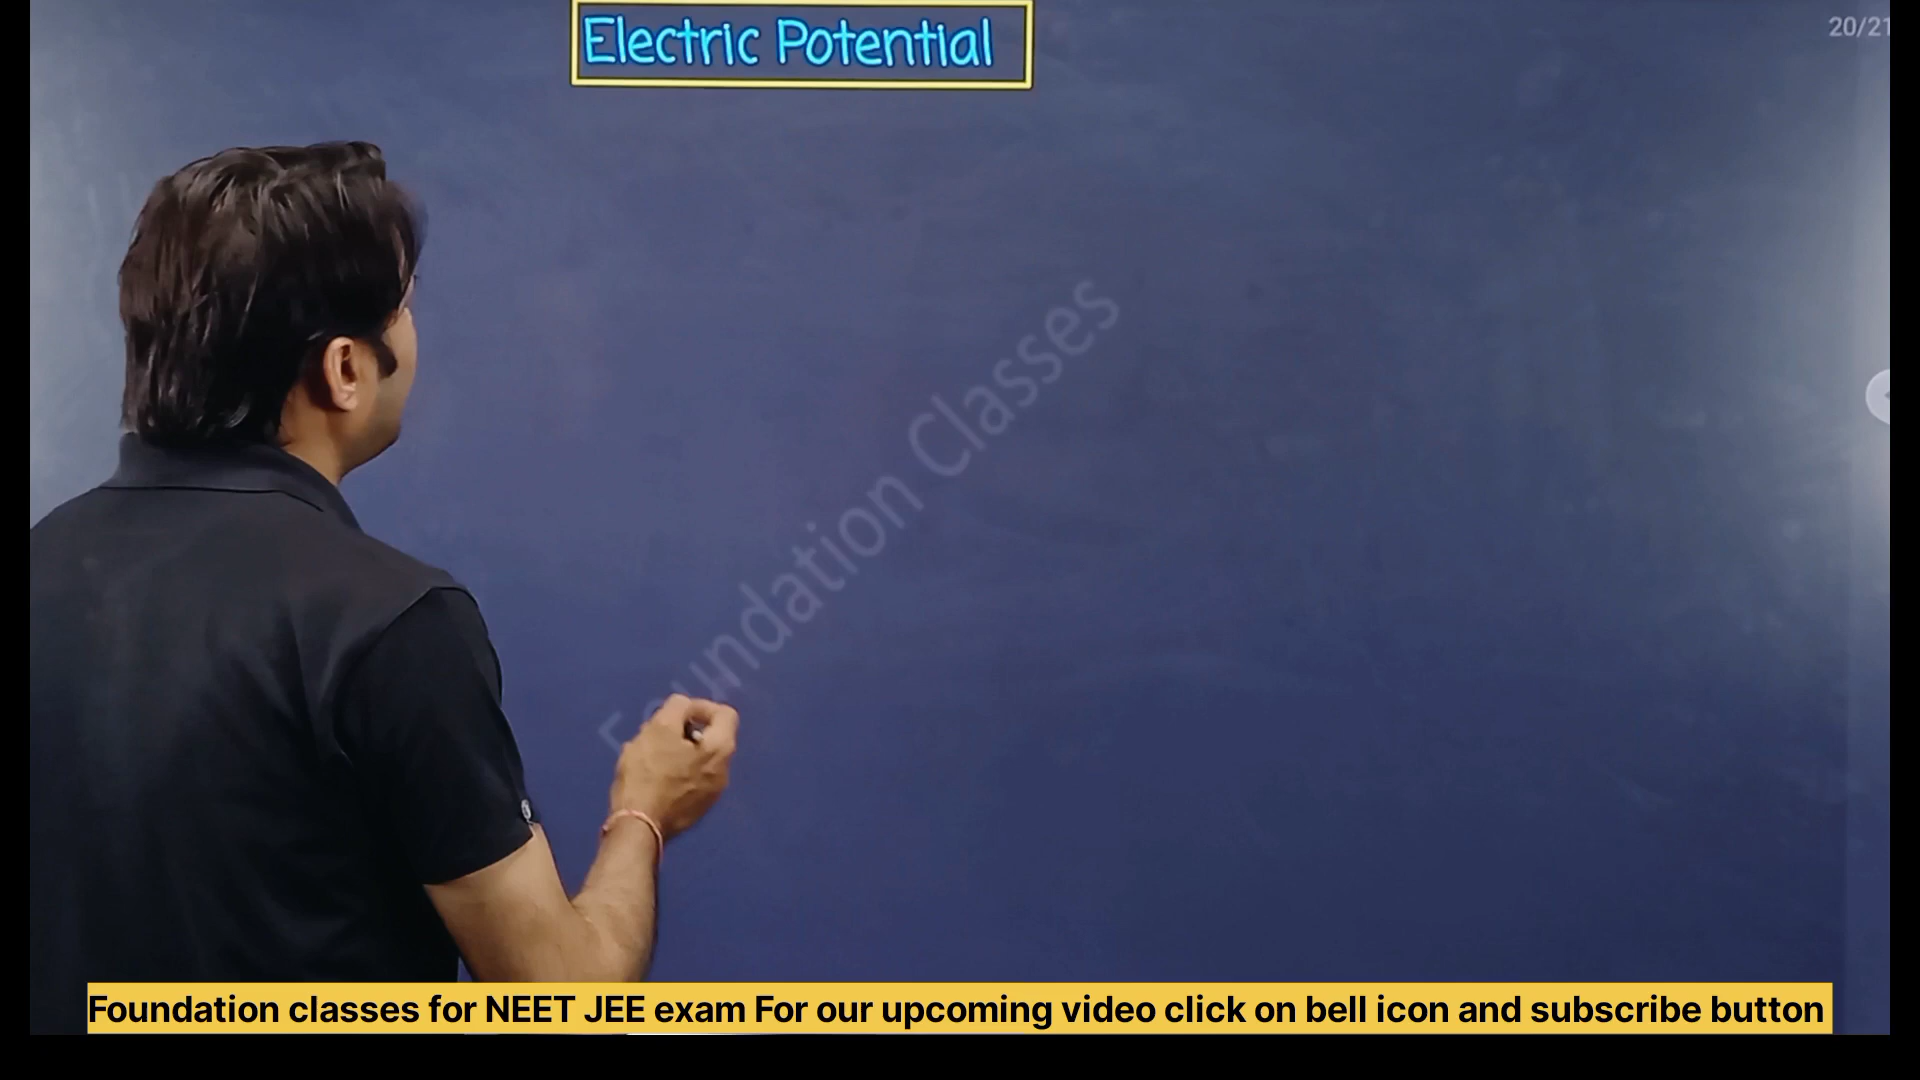 Electric Potential
20/21
Foundation Classes
Foundation classes for NEET JEE exam For our upcoming video click on bell icon and subscribe button